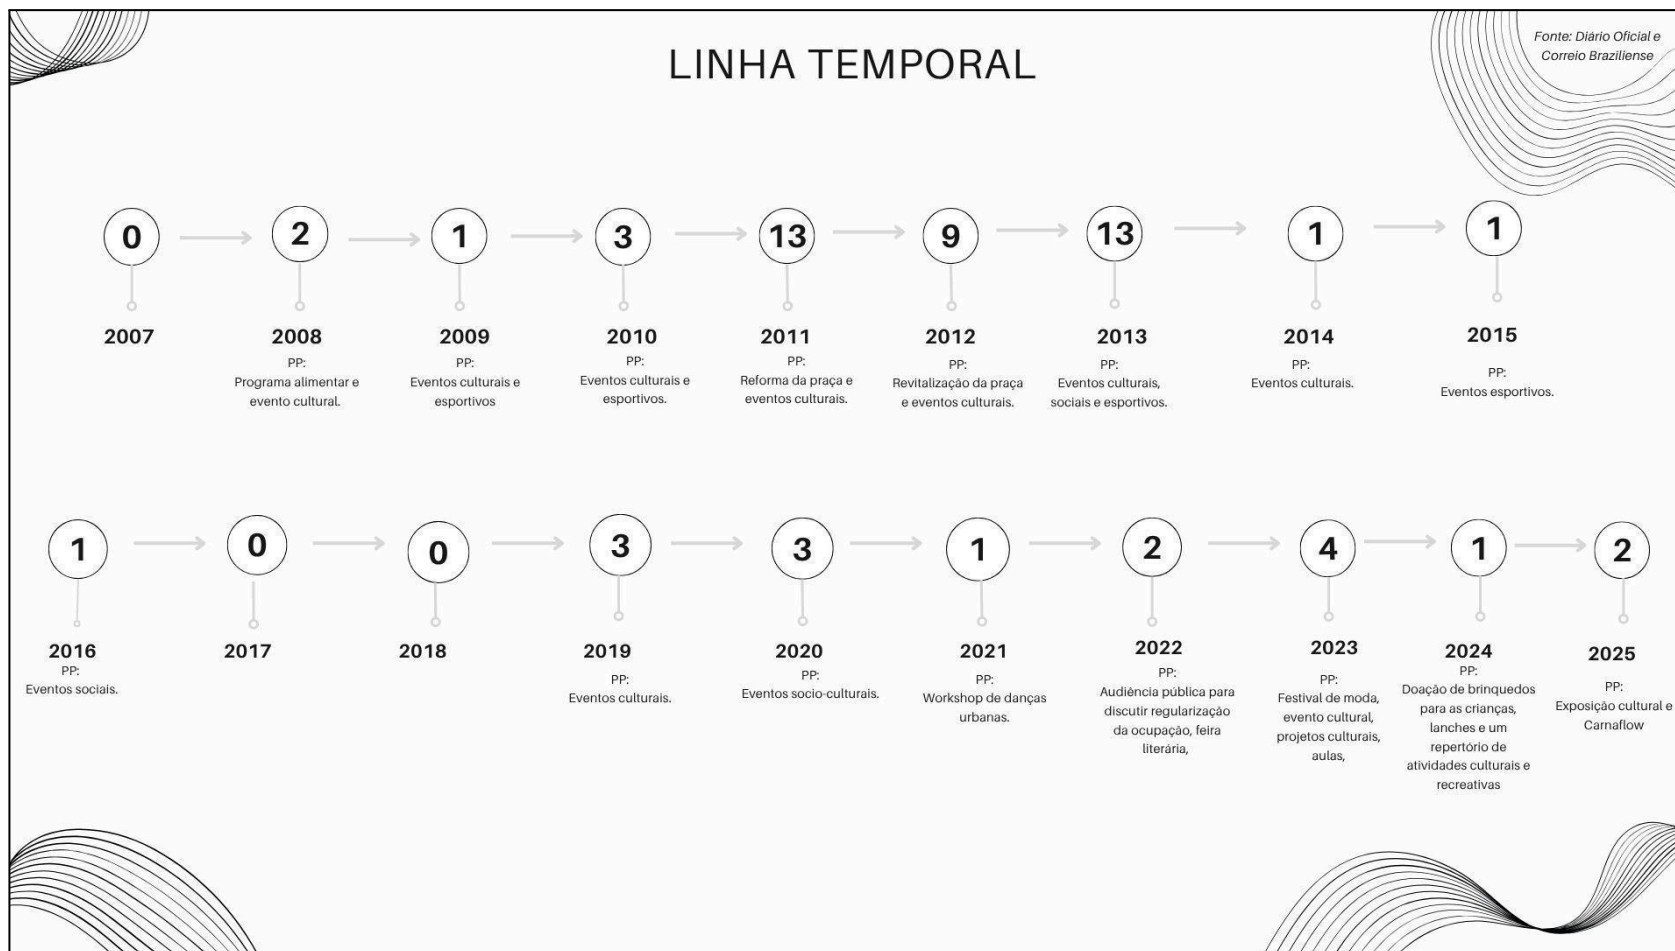 LINHA TEMPORAL
Fonte: Diário Oficial e
Correio Braziliense
0
2007
2
2008
PP:
Programa alimentar e
evento cultural.
1
2009
PP:
Eventos culturais e
esportivos
3
2010
PP:
Eventos culturais e
esportivos.
13
2011
PP:
Reforma da praça e
eventos culturais.
9
2012
PP:
Revitalização da praça
e eventos culturais.
13
2013
PP:
Eventos culturais,
sociais e esportivos.
1
2014
PP:
Eventos culturais.
1
2015
PP:
Eventos esportivos.
1
2016
PP:
Eventos sociais.
0
2017
0
2018
3
2019
PP:
Eventos culturais.
3
2020
PP:
Eventos socio-culturais.
1
2021
PP:
Workshop de danças
urbanas.
2
2022
PP:
Audiência pública para
discutir regularização
da ocupação, feira
literária,
4
2023
PP:
Festival de moda,
evento cultural,
projetos culturais,
aulas,
1
2024
PP:
Doação de brinquedos
para as crianças,
lanches e um
repertório de
atividades culturais e
recreativas
2
2025
PP:
Exposição cultural e
Carnaflow